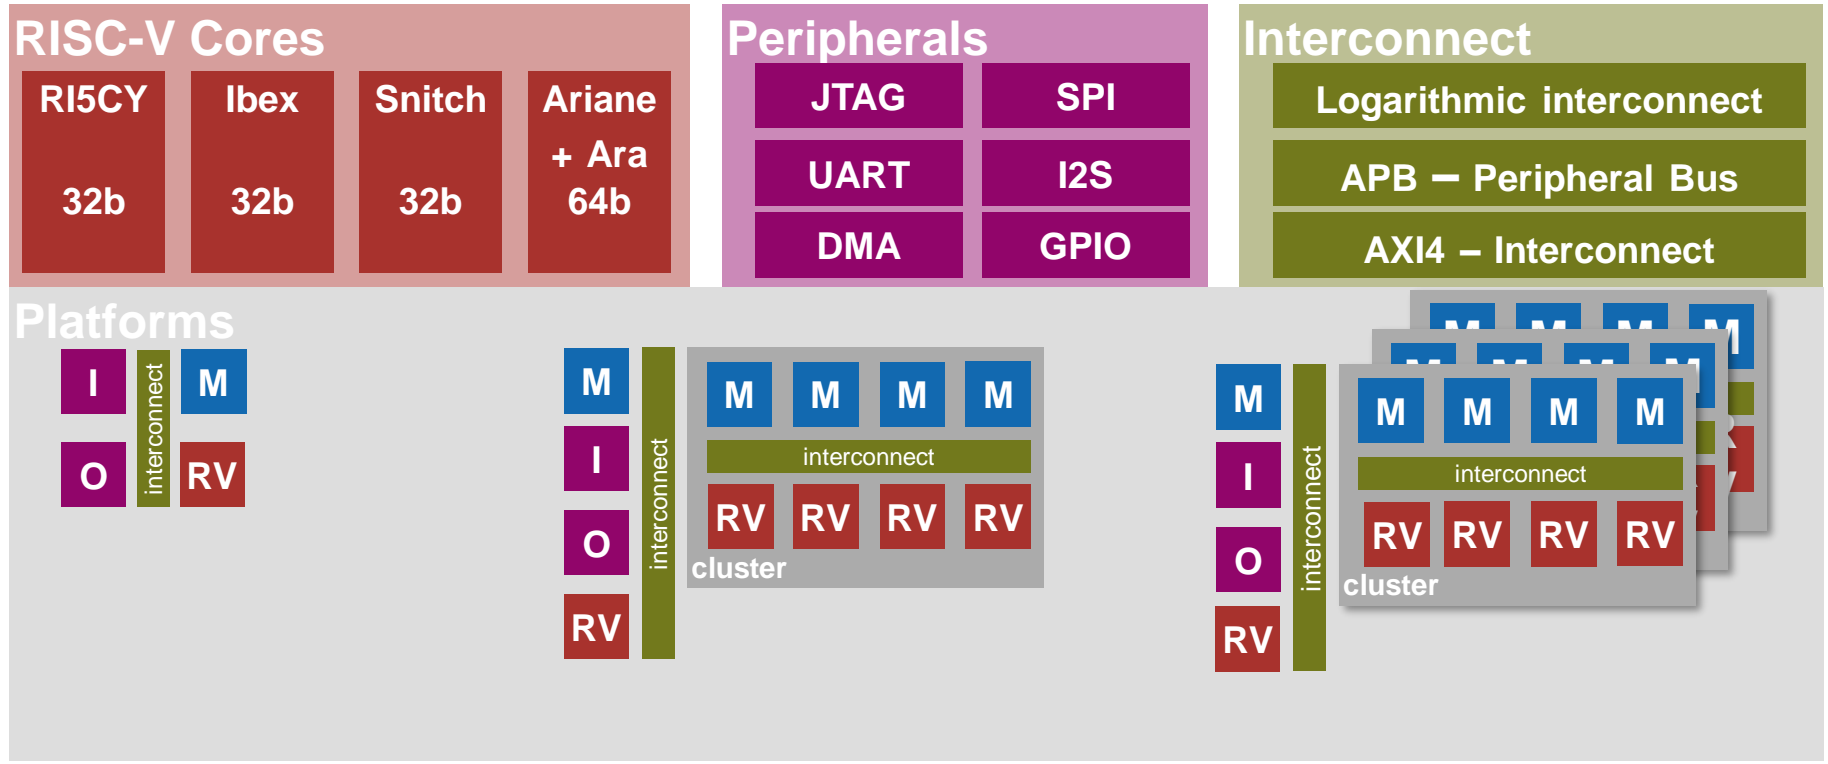 RISC-V Cores
RI5CY
32b
Ibex
32b
Snitch
32b
Ariane
+ Ara
64b
Peripherals
JTAG
SPI
UART
I2S
DMA
GPIO
Interconnect
Logarithmic interconnect
APB – Peripheral Bus
AXI4 – Interconnect
Platforms
I
interconnect
M
O
RV
M
I
O
RV
interconnect
M M M M
interconnect
RV RV RV RV
cluster
M
I
O
RV
interconnect
M M M M
M M M M
M M M M
interconnect
RV RV RV RV
cluster